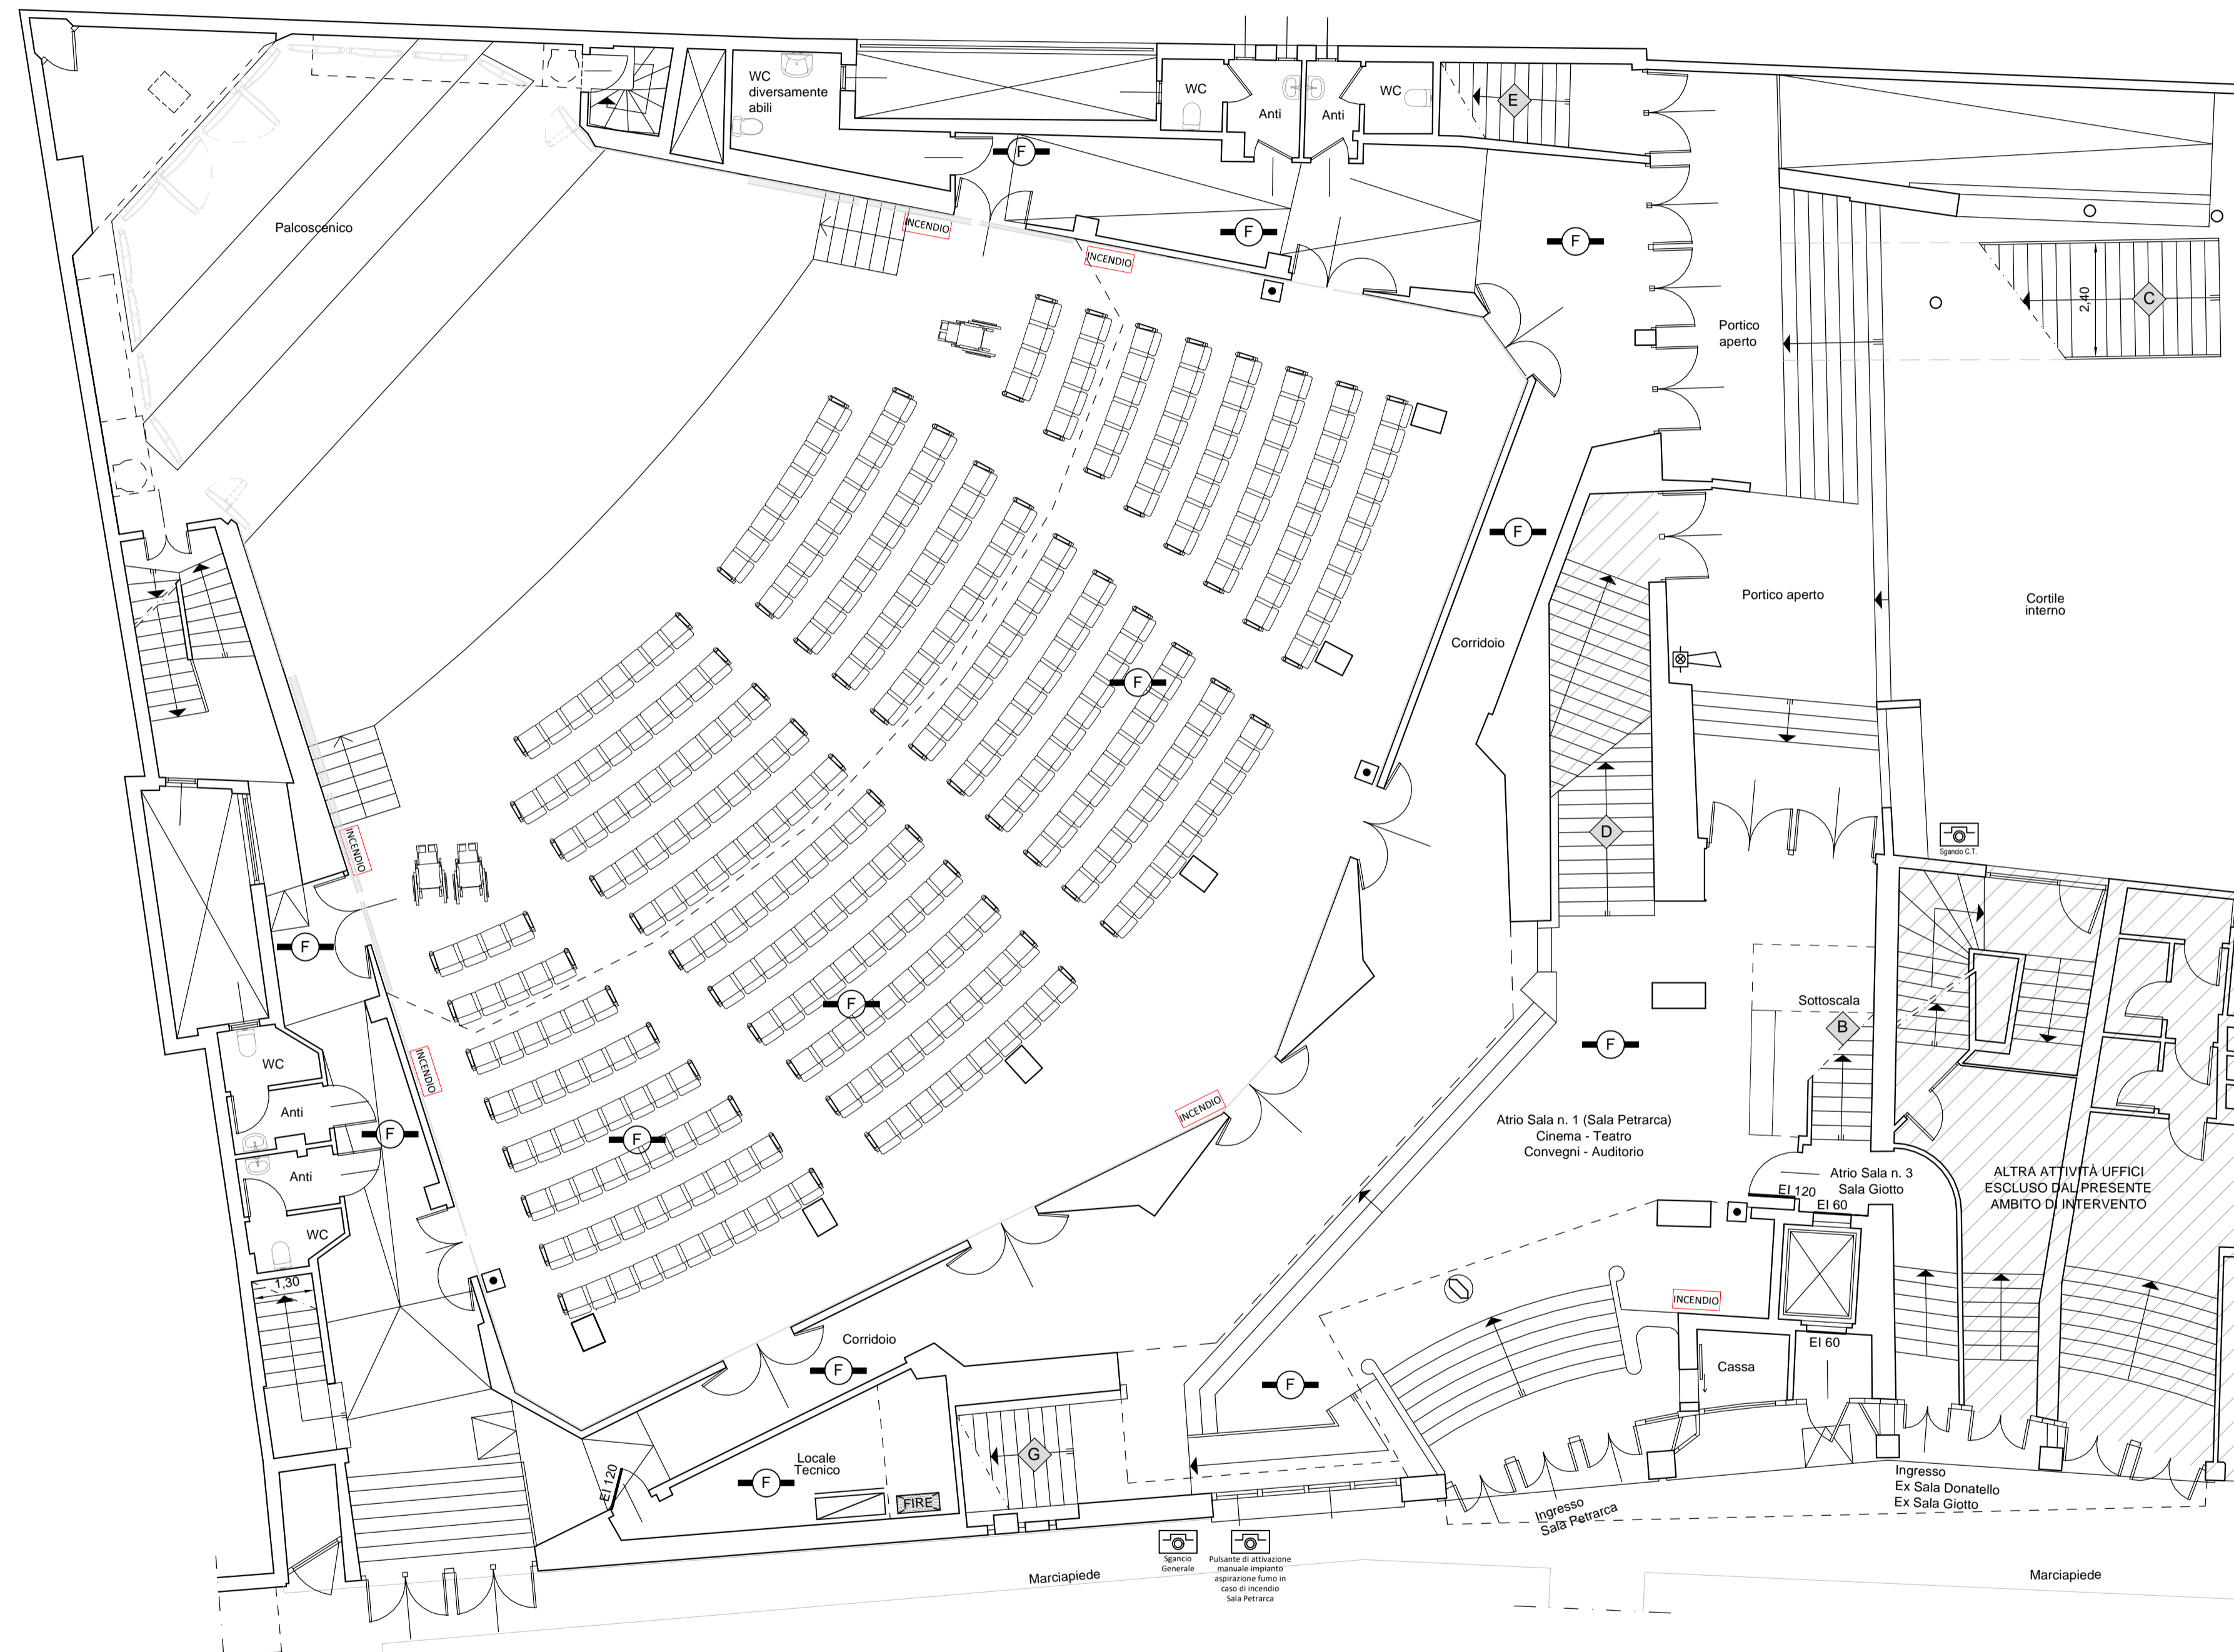 WC
diversamente
abili
WC
Anti
Anti
WC
E
F
F
F
INCENDIO
INCENDIO
Palcoscenico
Portico
aperto
2,40
C
F
Portico aperto
Cortile
interno
Corridoio
F
D
Sgancio C.T.
INCENDIO
F
F
F
Sottoscala
B
WC
INCENDIO
Anti
F
F
INCENDIO
Atrio Sala n. 1 (Sala Petrarca)
Cinema - Teatro
Convegni - Auditorio
Anti
Atrio Sala n. 3
Sala Giotto
EI 120
EI 60
ALTRA ATTIVITÀ UFFICI
ESCLUSO DAL PRESENTE
AMBITO DI INTERVENTO
WC
1,30
INCENDIO
Corridoio
F
F
EI 60
Cassa
Locale
Tecnico
F
G
EI 120
FIRE
Ingresso
Sala Petrarca
Ingresso
Ex Sala Donatello
Ex Sala Giotto
Sgancio
Generale
Pulsante di attivazione
manuale impianto
aspirazione fumo in
caso di incendio
Sala Petrarca
Marciapiede
Marciapiede